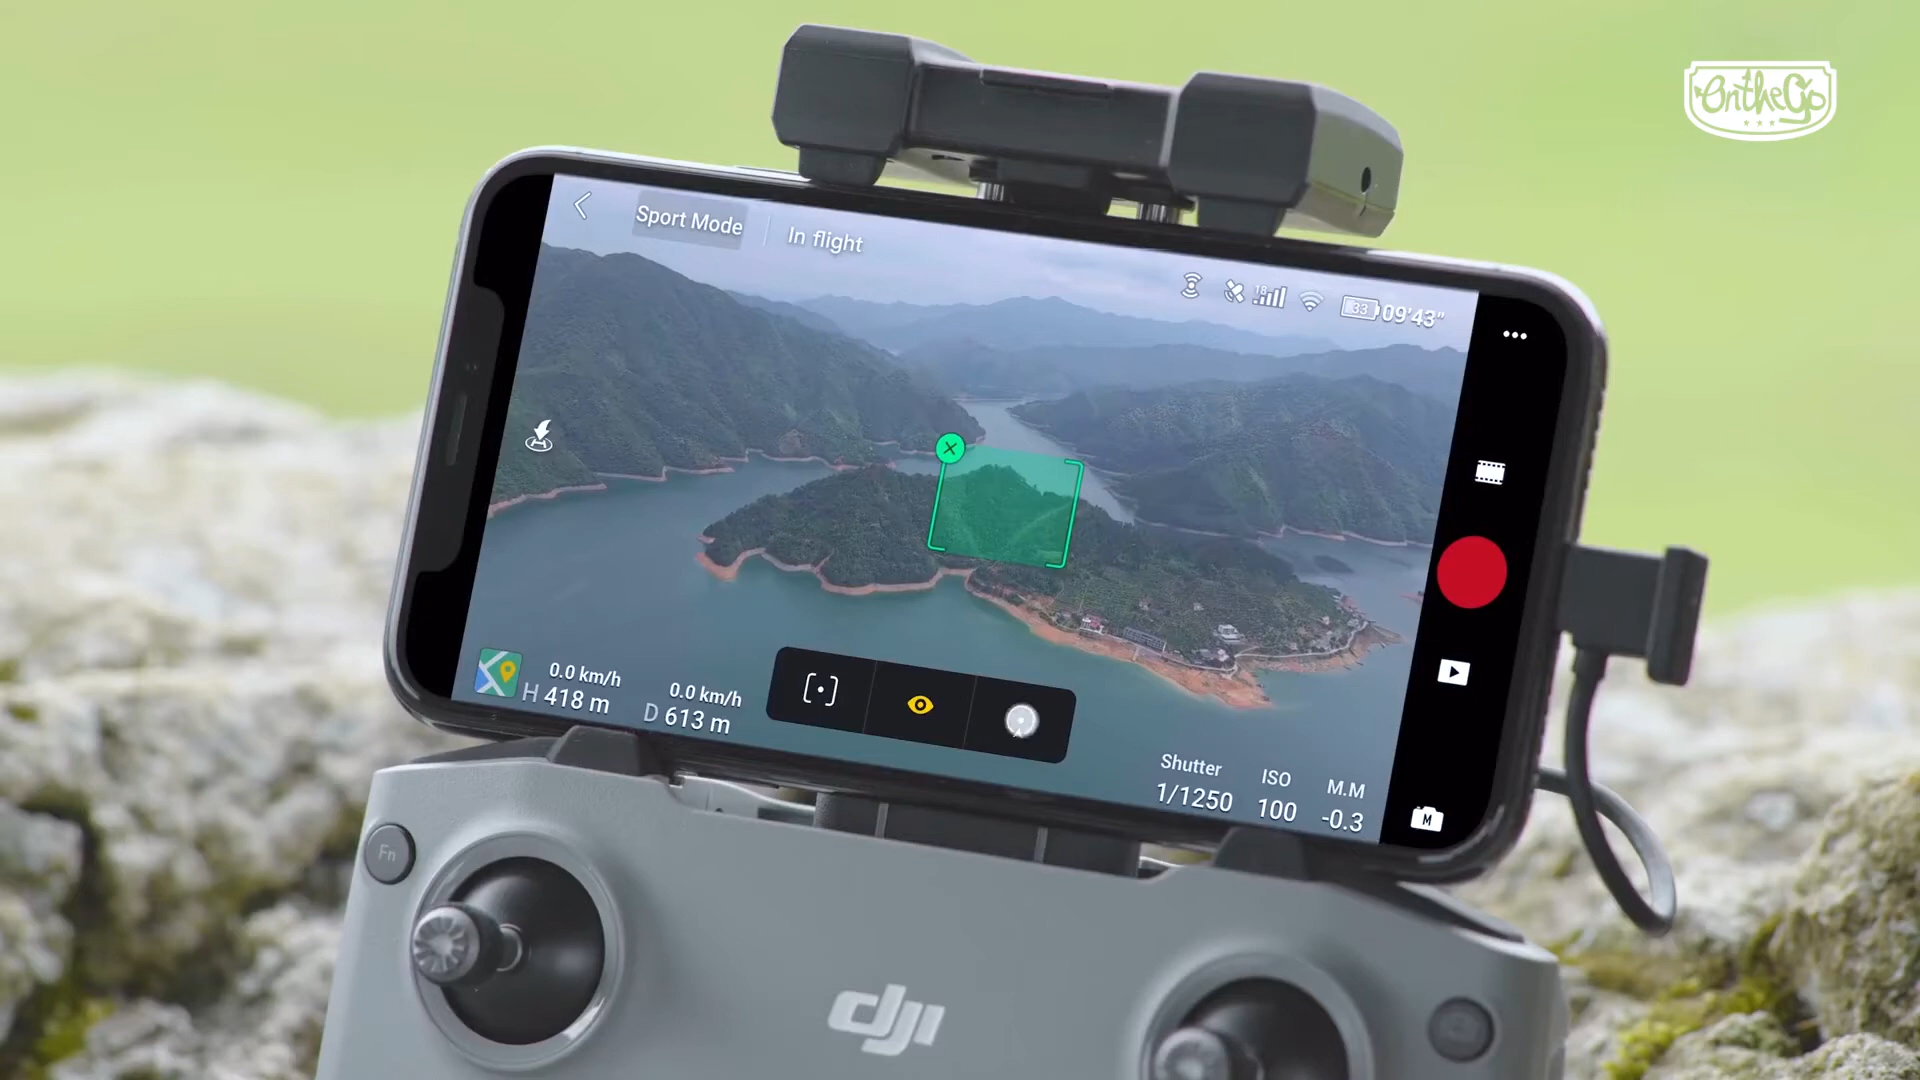 OntheGo
Sport Mode
In flight
18
33
09'43"
0.0 km/h
H 418 m
0.0 km/h
D 613 m
Shutter
1/1250
ISO
100
M.M
-0.3
M
Fn
dji